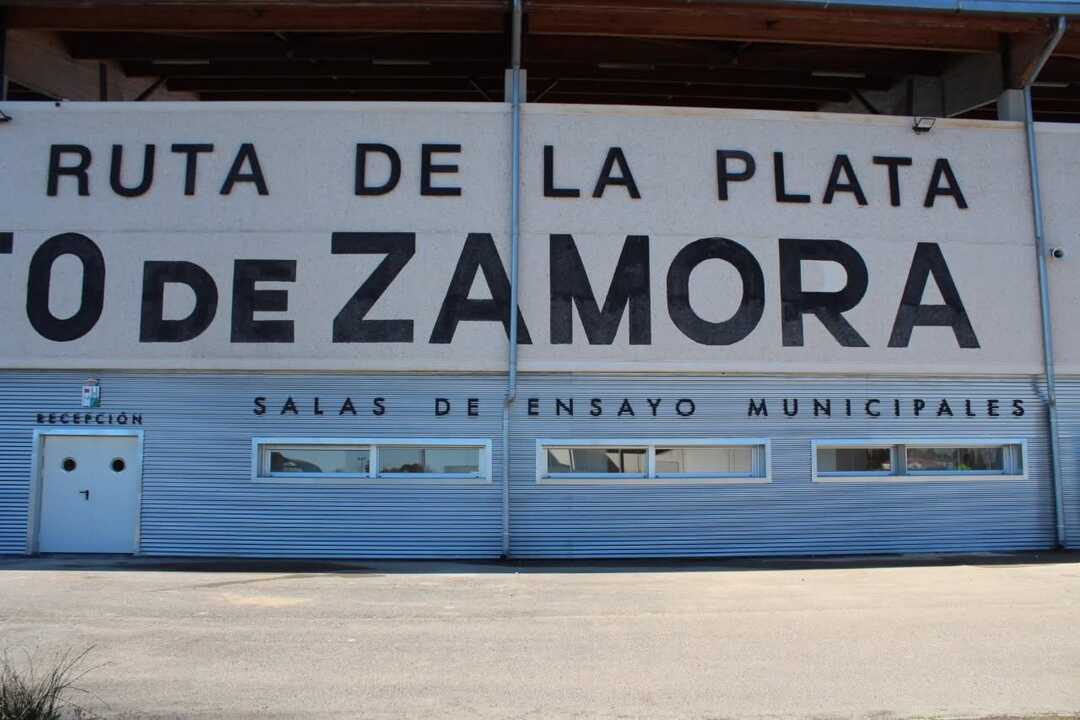 RUTA DE LA PLATA
TO DE ZAMORA
RECEPCIÓN
SALAS DE ENSAYO MUNICIPALES